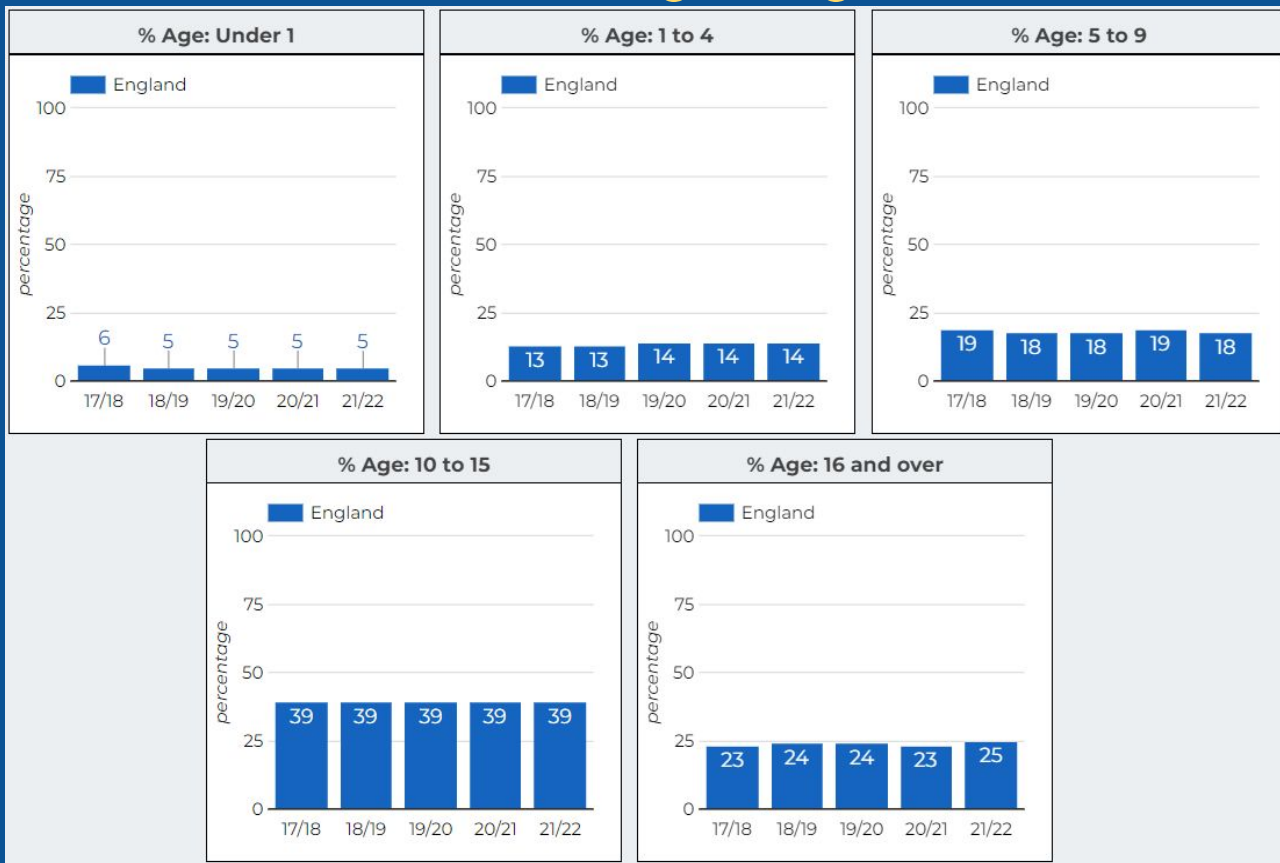 % Age: Under 1
England
100
75
50
25
0
percentage
6 5 5 5 5
17/18 18/19 19/20 20/21 21/22
% Age: 1 to 4
England
100
75
50
25
0
percentage
13 13 14 14 14
17/18 18/19 19/20 20/21 21/22
% Age: 5 to 9
England
100
75
50
25
0
percentage
19 18 18 19 18
17/18 18/19 19/20 20/21 21/22
% Age: 10 to 15
England
100
75
50
25
0
percentage
39 39 39 39 39
17/18 18/19 19/20 20/21 21/22
% Age: 16 and over
England
100
75
50
25
0
percentage
23 24 24 23 25
17/18 18/19 19/20 20/21 21/22